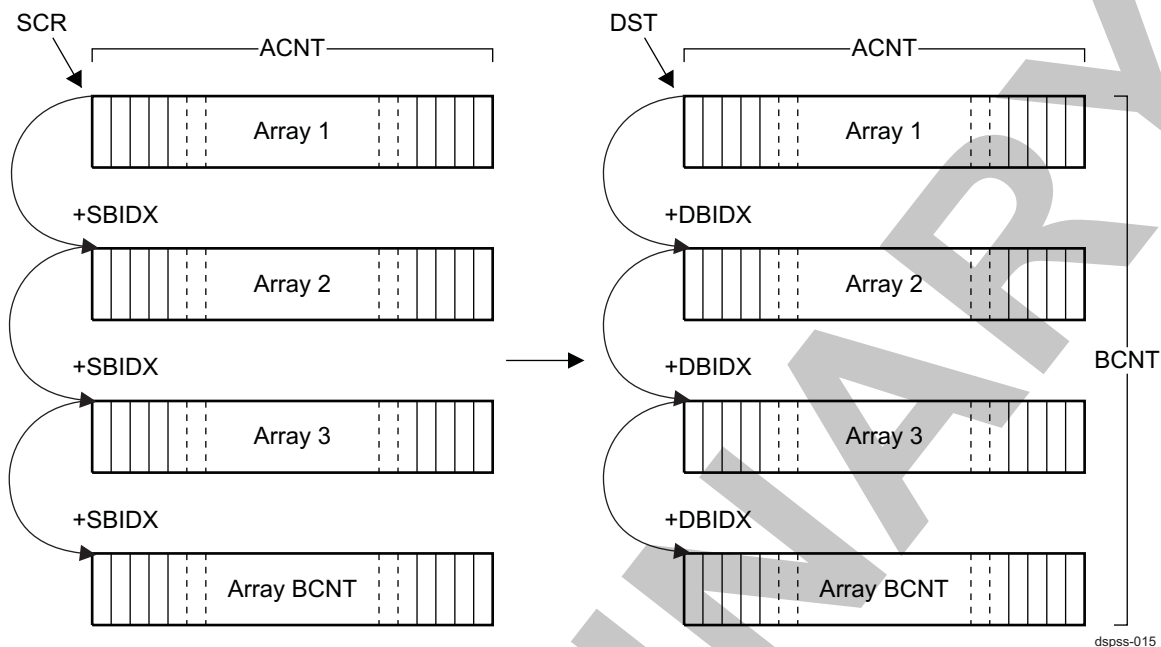 SCR
ACNT
Array 1
+SBIDX
Array 2
+SBIDX
Array 3
+SBIDX
Array BCNT
DST
ACNT
Array 1
+DBIDX
Array 2
+DBIDX
Array 3
+DBIDX
Array BCNT
BCNT
dspss-015